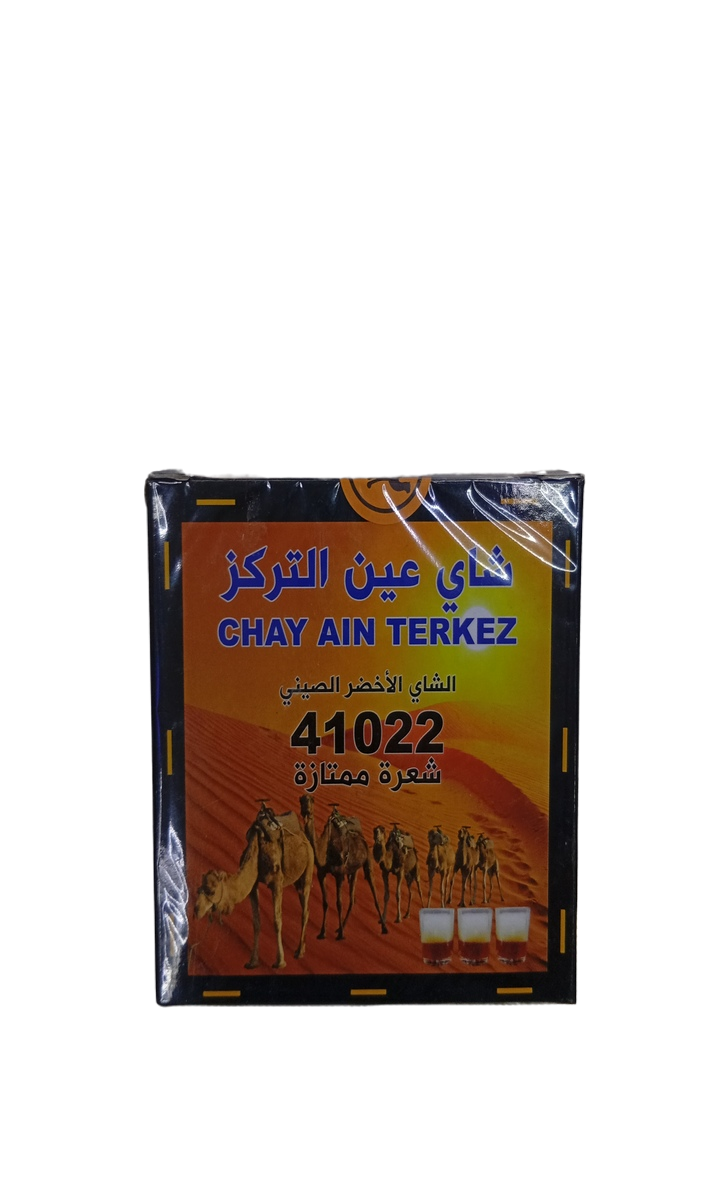 شاي عين التركز
CHAY AIN TERKEZ
الشاي الأخضر الصيني
41022
شعرة ممتازة